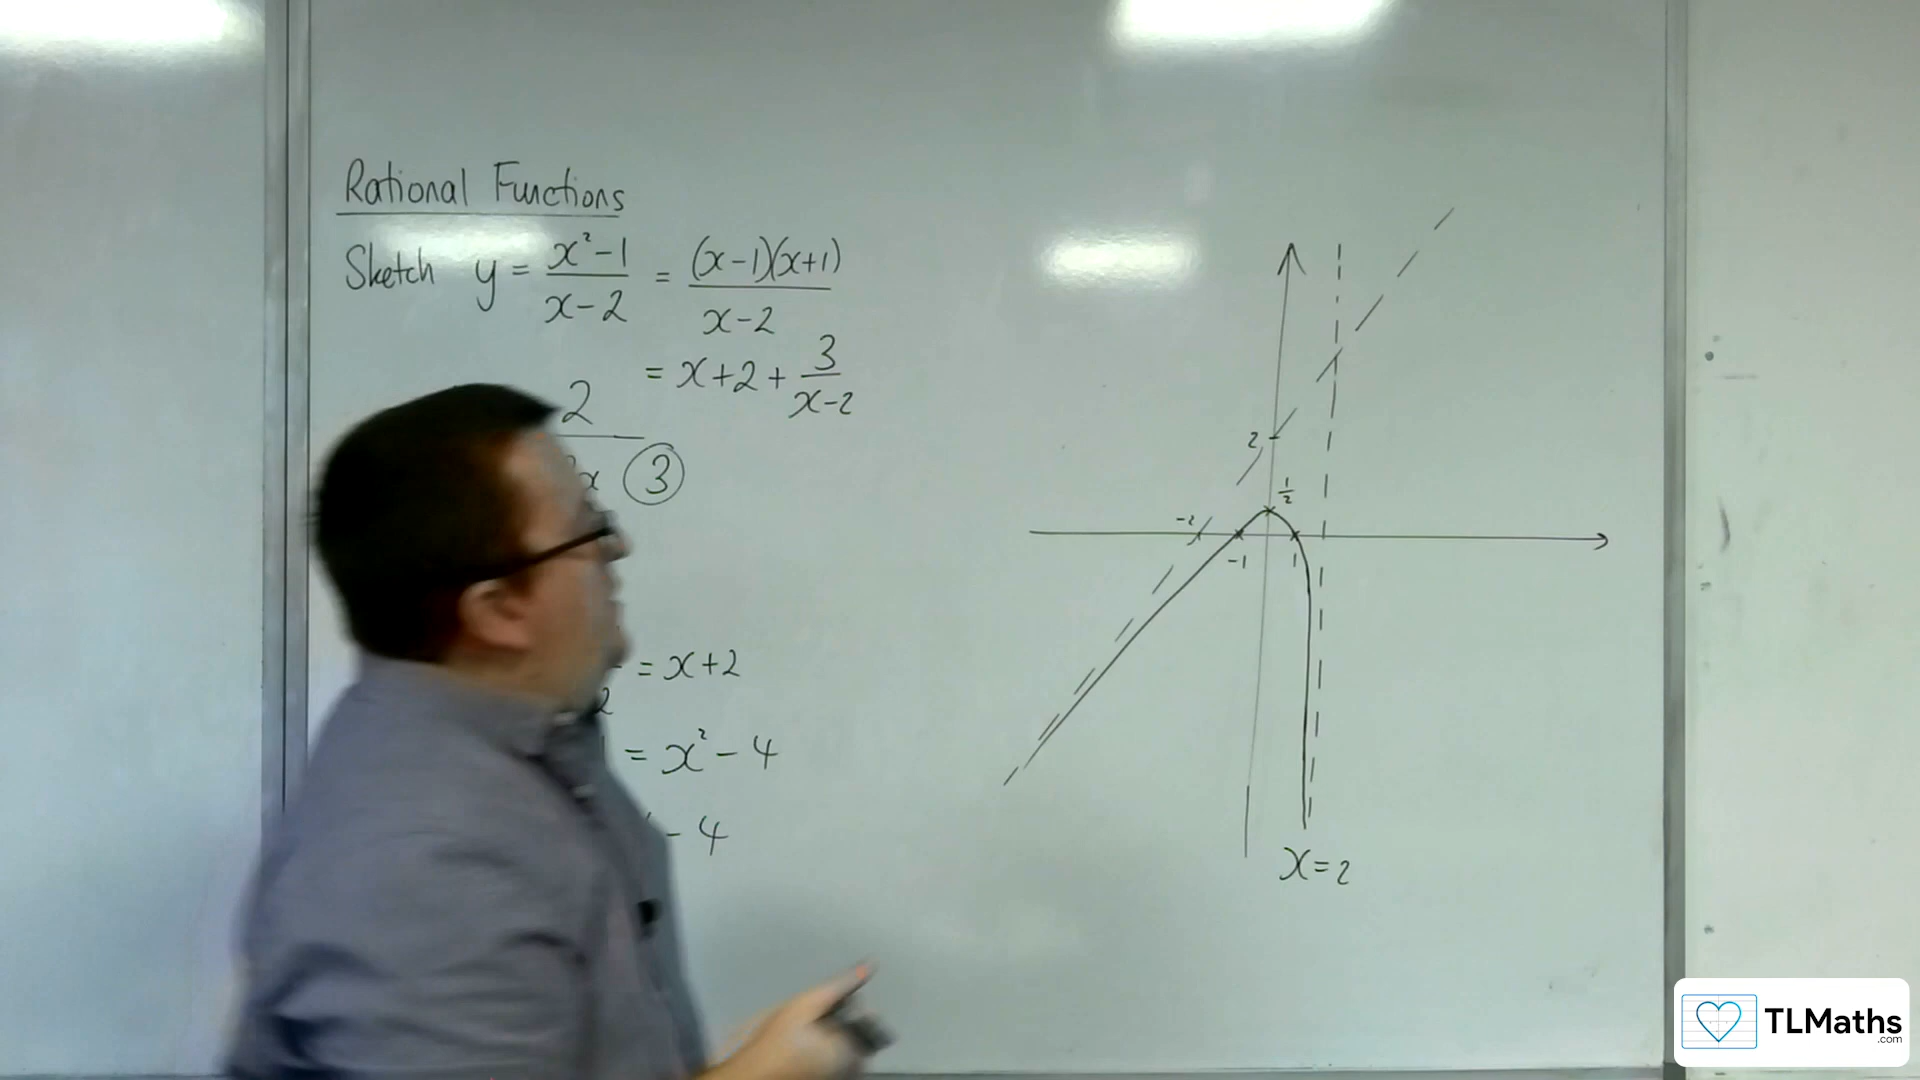 Rational Functions
Sketch y = x²-1 / x-2 = (x-1)(x+1) / x-2
= x+2 + 3 / x-2
2
x 3
= x+2
2
= x²-4
- 4
2
1/2
-2
-1 1
x=2
TLMaths
.com